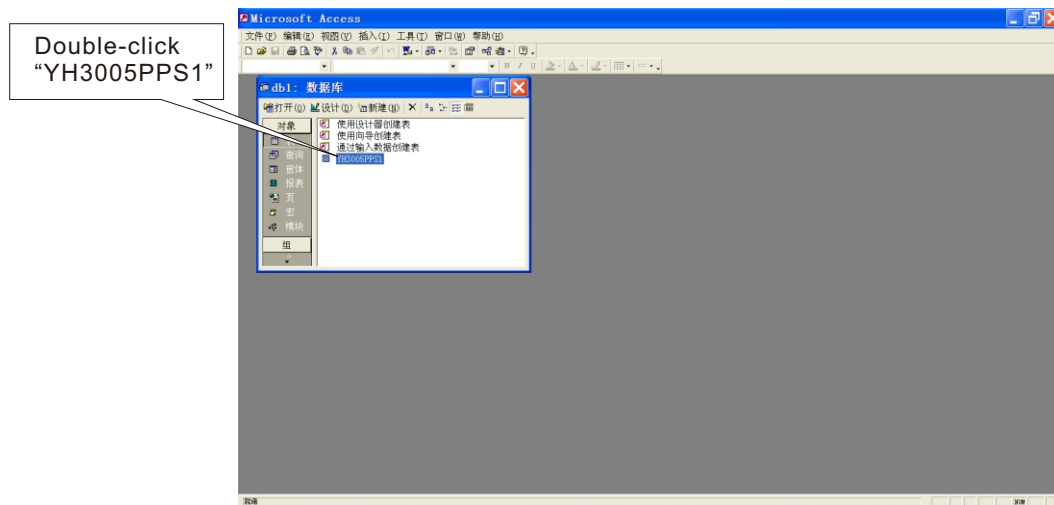 Double-click
“YH3005PPS1”
Microsoft Access
文件(F) 编辑(E) 视图(V) 插入(I) 工具(T) 窗口(W) 帮助(H)
db1: 数据库
打开(O) 设计(D) 新建(N)
对象
使用设计器创建表
使用向导创建表
查询
通过输入数据创建表
YH3005PPS1
窗体
报表
页
宏
模块
组
就绪